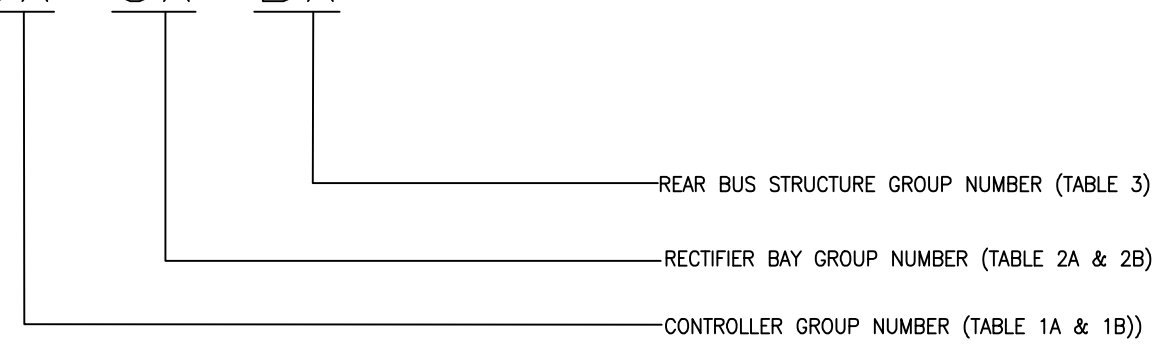 REAR BUS STRUCTURE GROUP NUMBER (TABLE 3)
RECTIFIER BAY GROUP NUMBER (TABLE 2A & 2B)
CONTROLLER GROUP NUMBER (TABLE 1A & 1B))